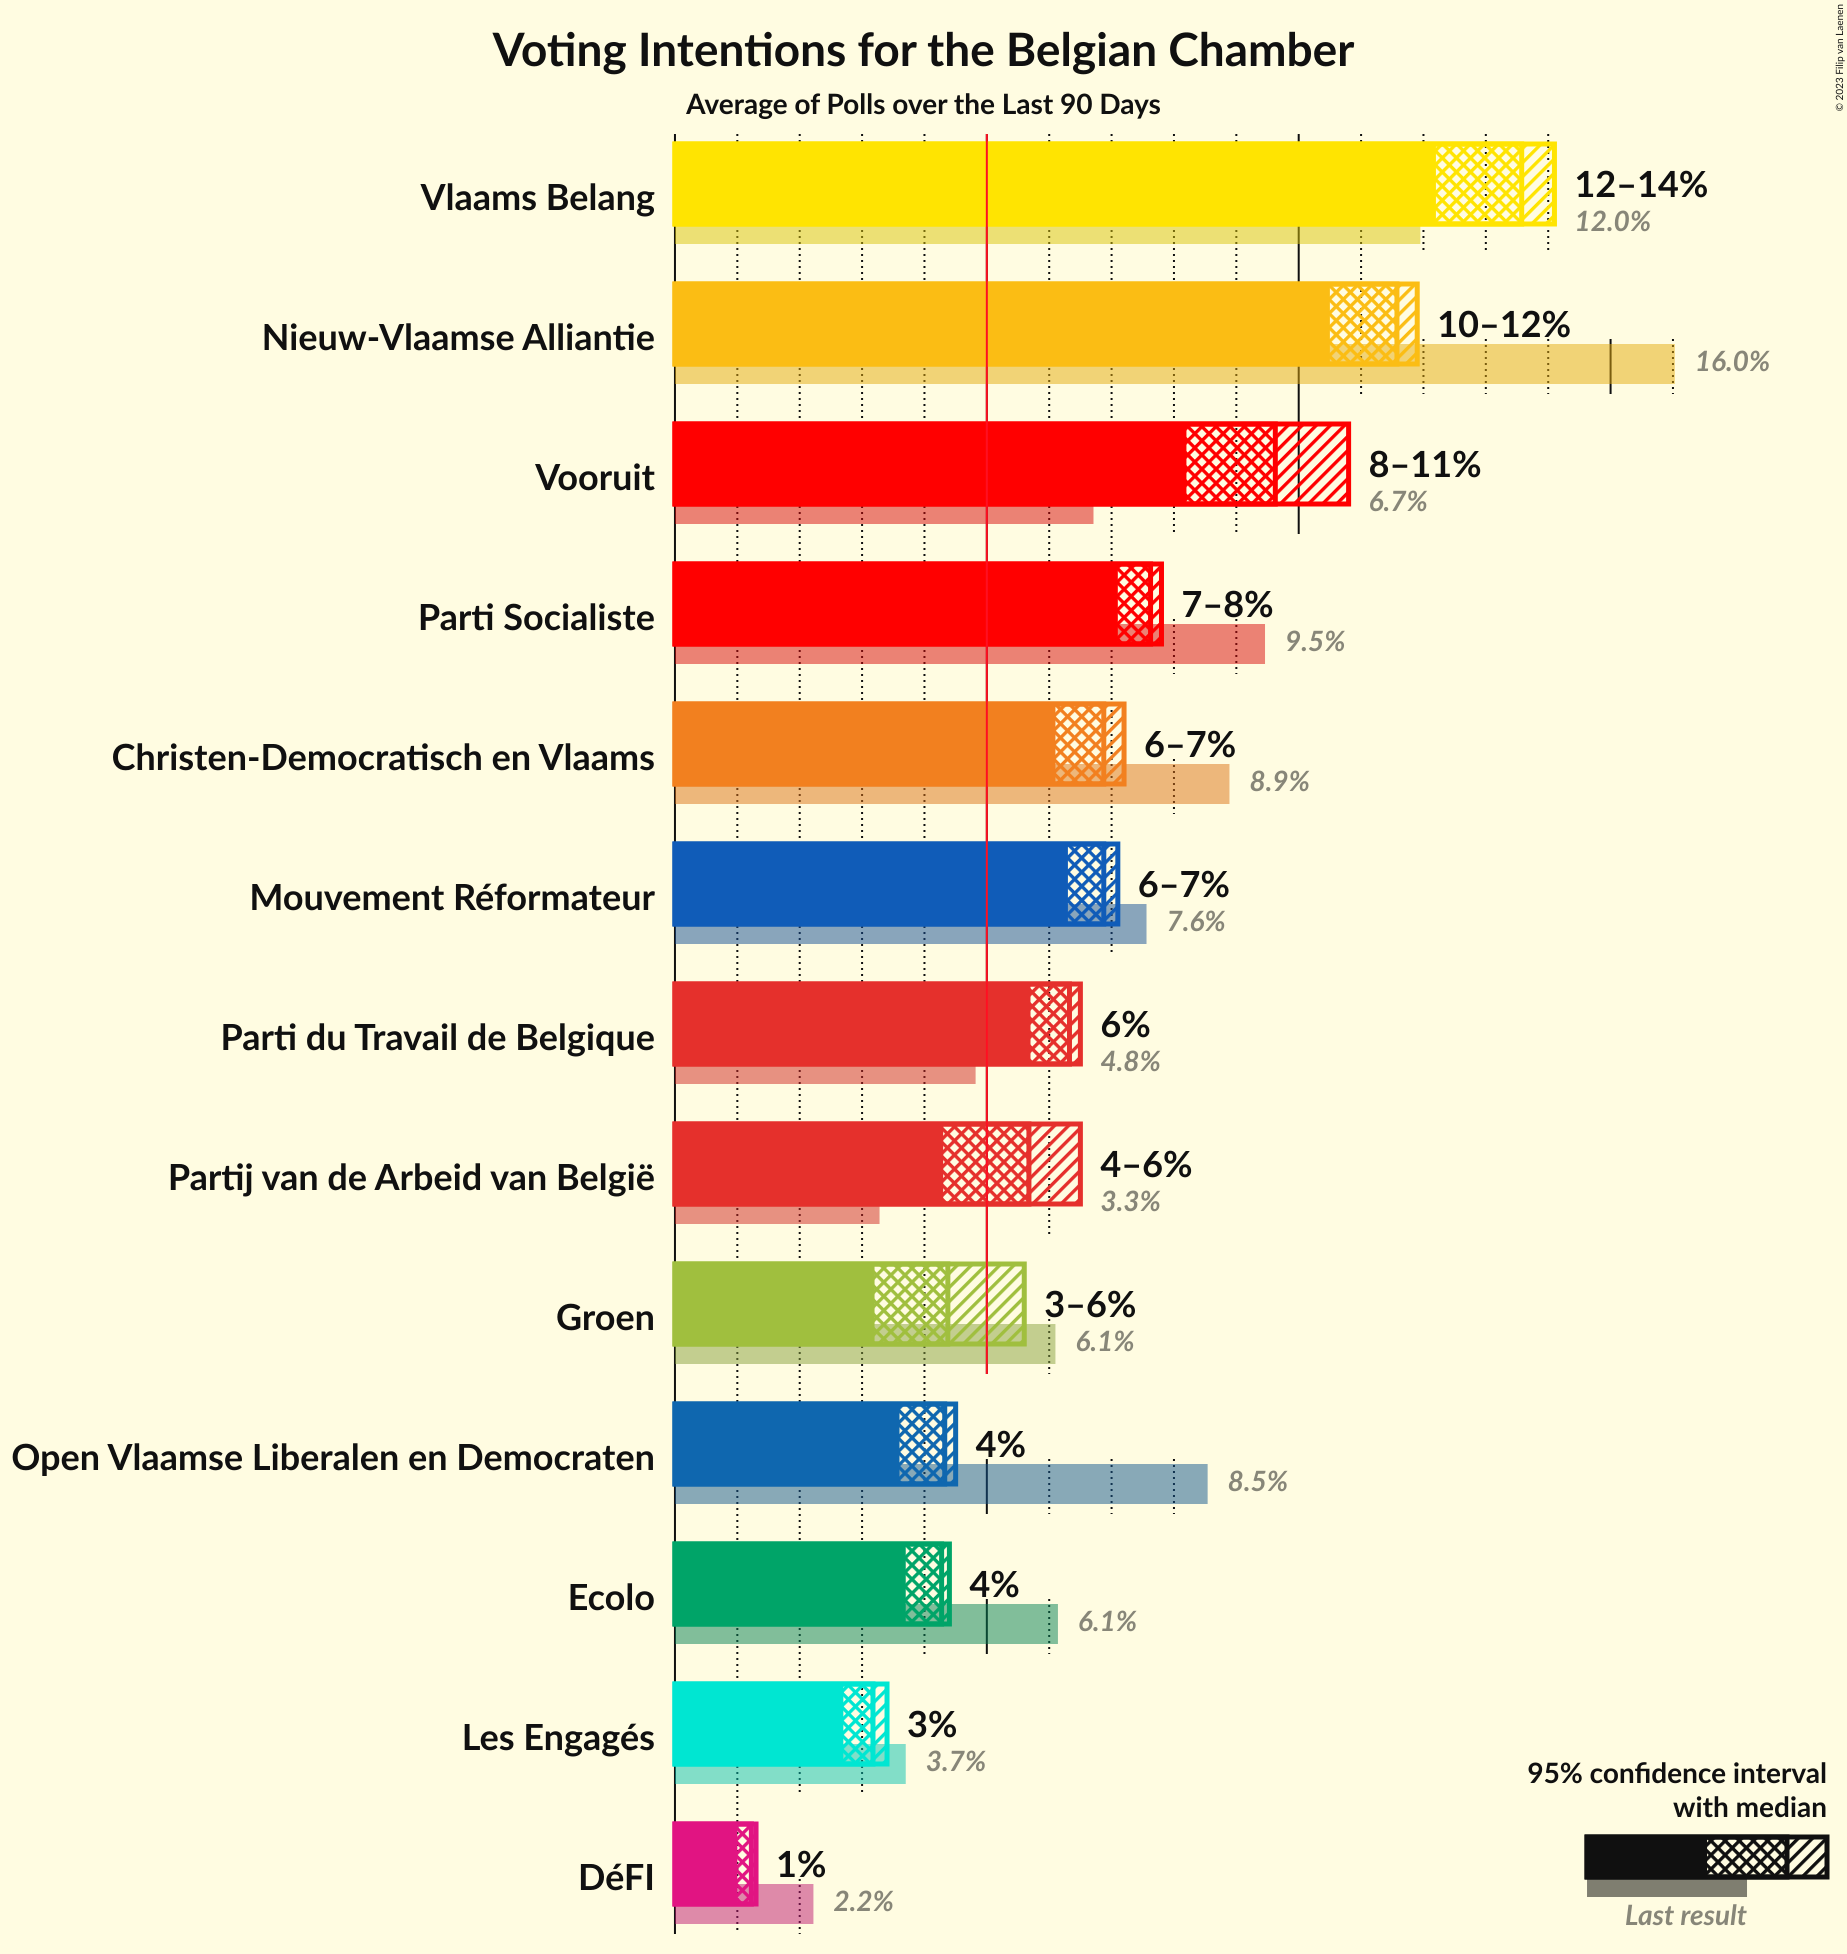 Voting Intentions for the Belgian Chamber
Average of Polls over the Last 90 Days
© 2023 Filip van Laenen
Vlaams Belang
12–14%
12.0%
Nieuw-Vlaamse Alliantie
10–12%
16.0%
Vooruit
8–11%
6.7%
Parti Socialiste
7–8%
9.5%
Christen-Democratisch en Vlaams
6–7%
8.9%
Mouvement Réformateur
6–7%
7.6%
Parti du Travail de Belgique
6%
4.8%
Partij van de Arbeid van België
4–6%
3.3%
Groen
3–6%
6.1%
Open Vlaamse Liberalen en Democraten
4%
8.5%
Ecolo
4%
6.1%
Les Engagés
3%
3.7%
DéFI
1%
2.2%
95% confidence interval
with median
Last result